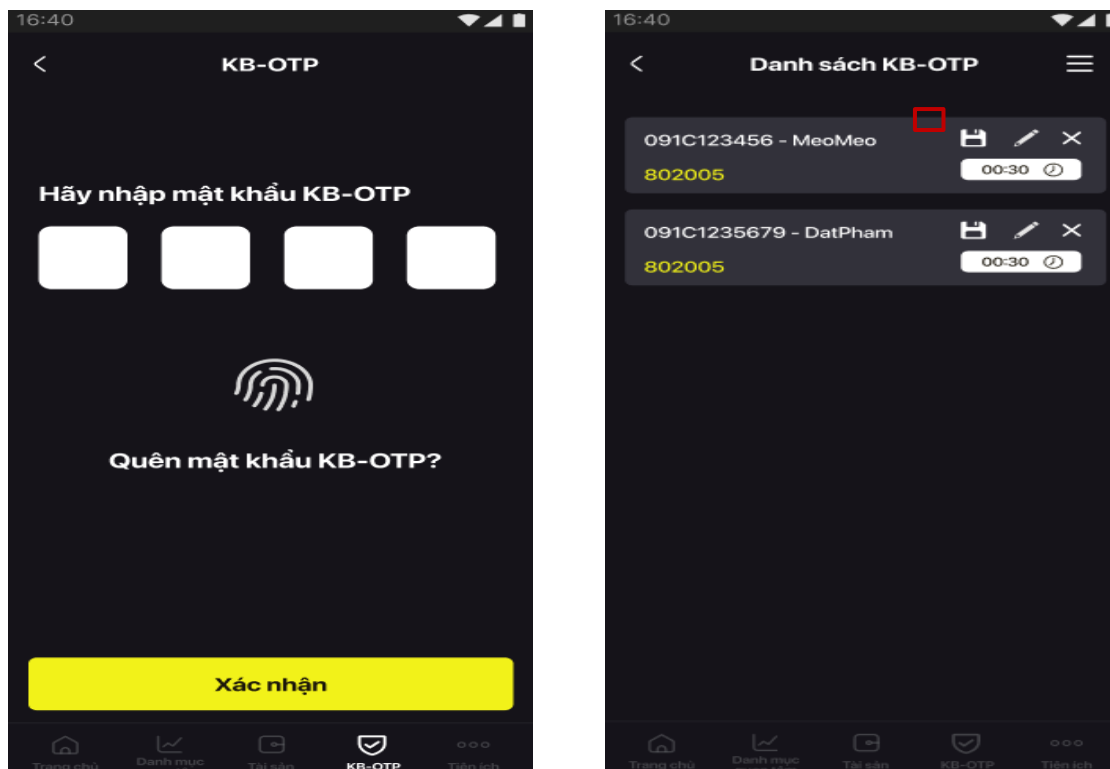 16:40
KB-OTP
Hãy nhập mật khẩu KB-OTP
Quên mật khẩu KB-OTP?
Xác nhận
Trang chủ
Danh mục
Tài sản
KB-OTP
Tiện ích
16:40
Danh sách KB-OTP
091C123456 - MeoMeo
802005
00:30
091C1235679 - DatPham
802005
00:30
Trang chủ
Danh mục
Tài sản
KB-OTP
Tiện ích